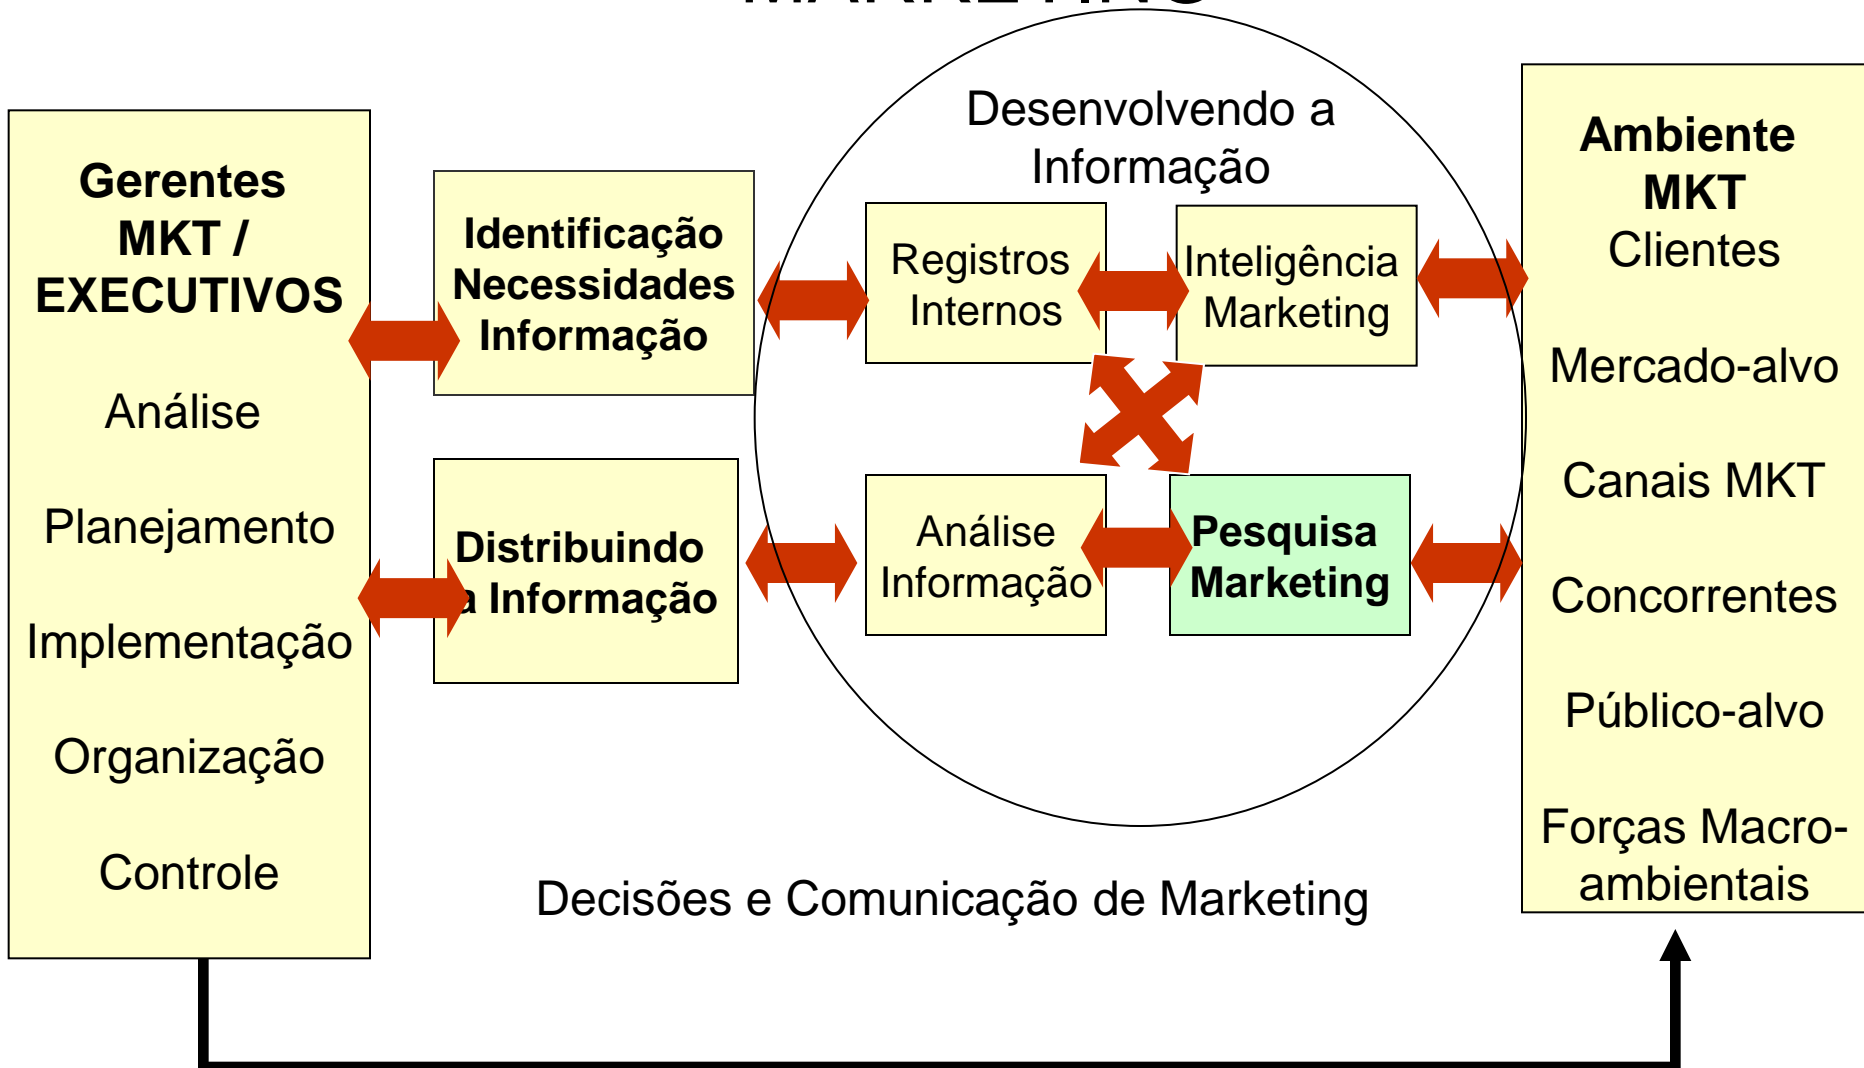 MARKETING
Gerentes
MKT /
EXECUTIVOS
Análise
Planejamento
Implementação
Organização
Controle
Identificação
Necessidades
Informação
Distribuindo
a Informação
Desenvolvendo a
Informação
Registros
Internos
Inteligência
Marketing
Análise
Informação
Pesquisa
Marketing
Ambiente
MKT
Clientes
Mercado-alvo
Canais MKT
Concorrentes
Público-alvo
Forças Macro-
ambientais
Decisões e Comunicação de Marketing